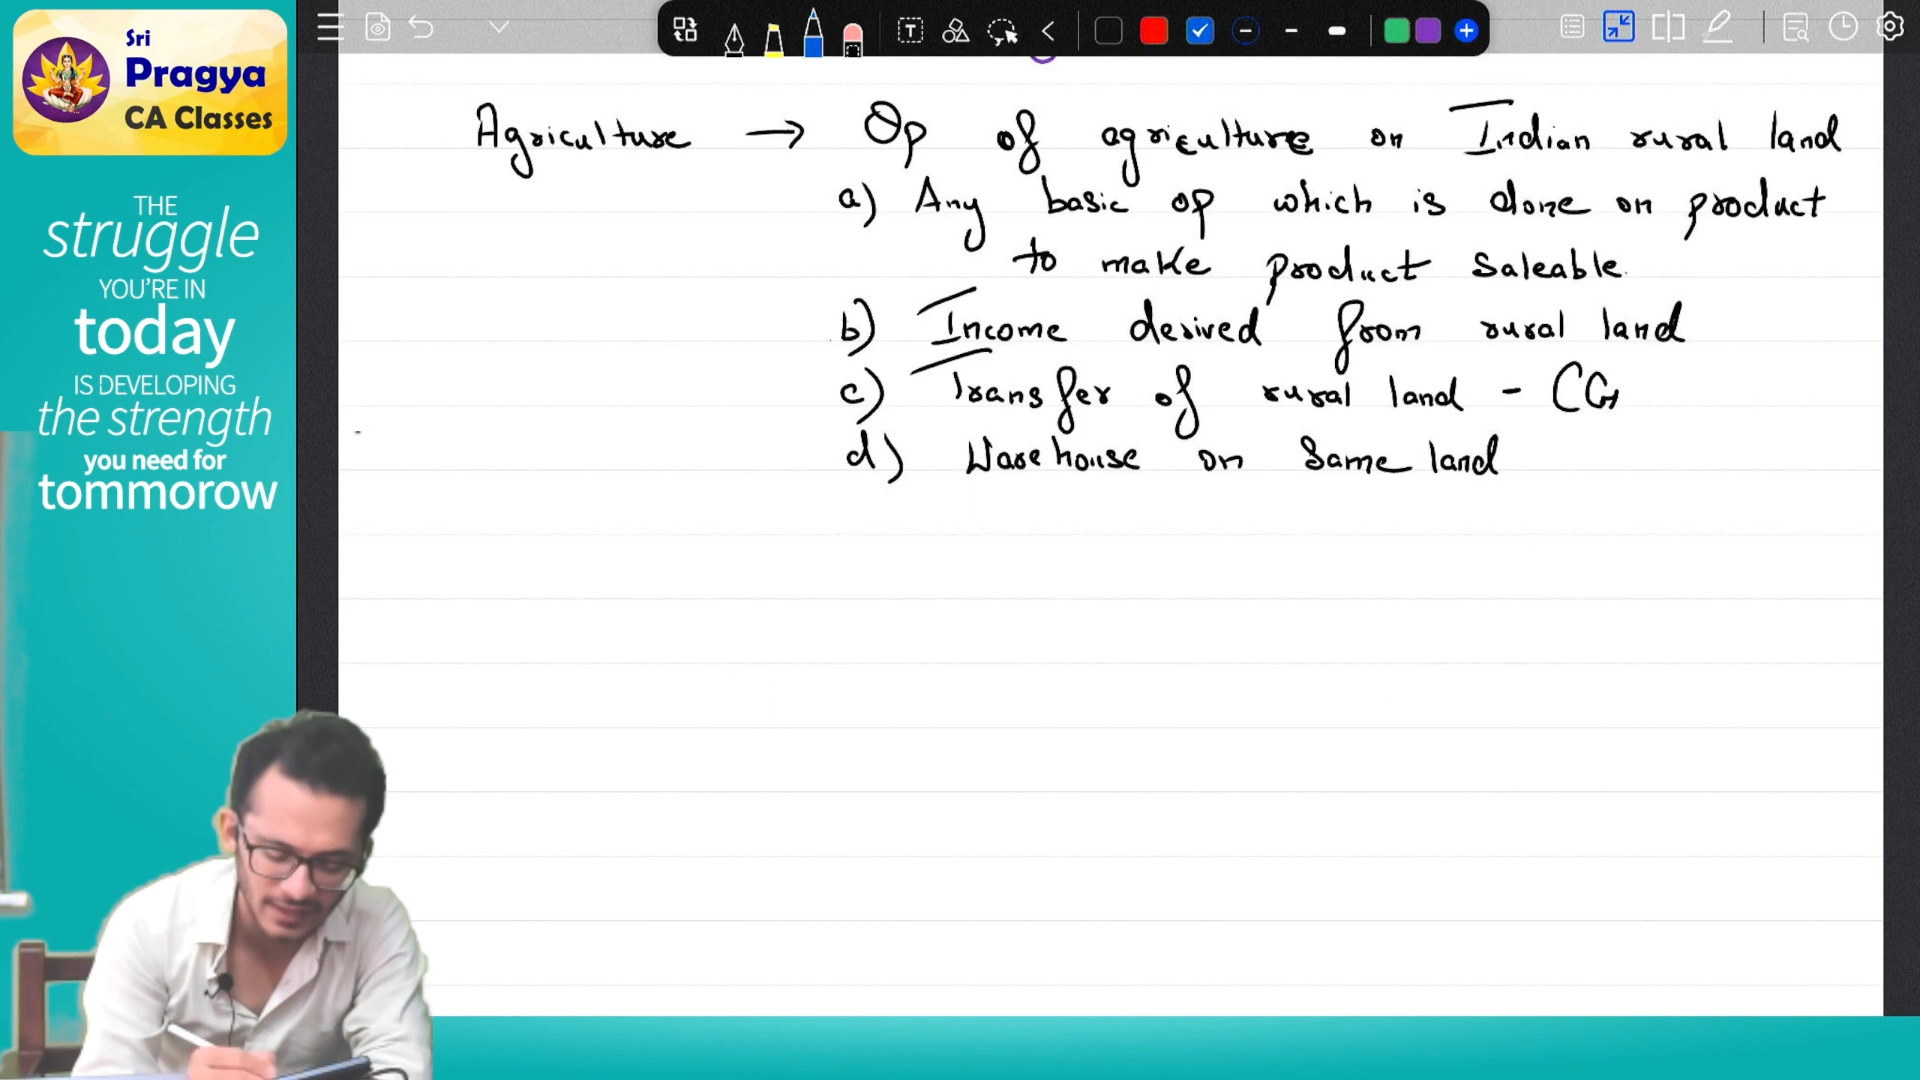 Sri
Pragya
CA Classes
THE
struggle
YOU'RE IN
today
IS DEVELOPING
the strength
you need for
tommorow
Agriculture → Op of agriculture on Indian rural land
a) Any basic op which is done on product
to make product saleable.
b) Income derived from rural land
c) Transfer of rural land - CG
d) Warehouse on same land